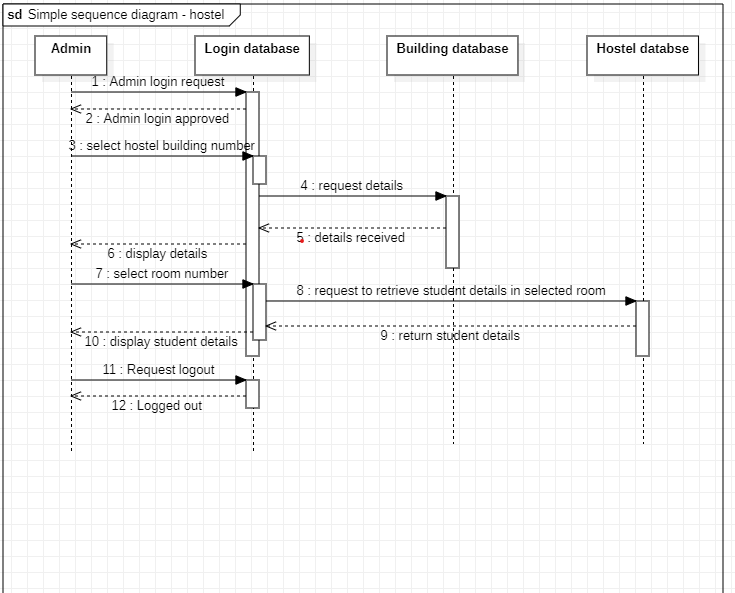 sd Simple sequence diagram - hostel
Admin
Login database
Building database
Hostel databse
1 : Admin login request
2 : Admin login approved
3 : select hostel building number
4 : request details
5 : details received
6 : display details
7 : select room number
8 : request to retrieve student details in selected room
9 : return student details
10 : display student details
11 : Request logout
12 : Logged out